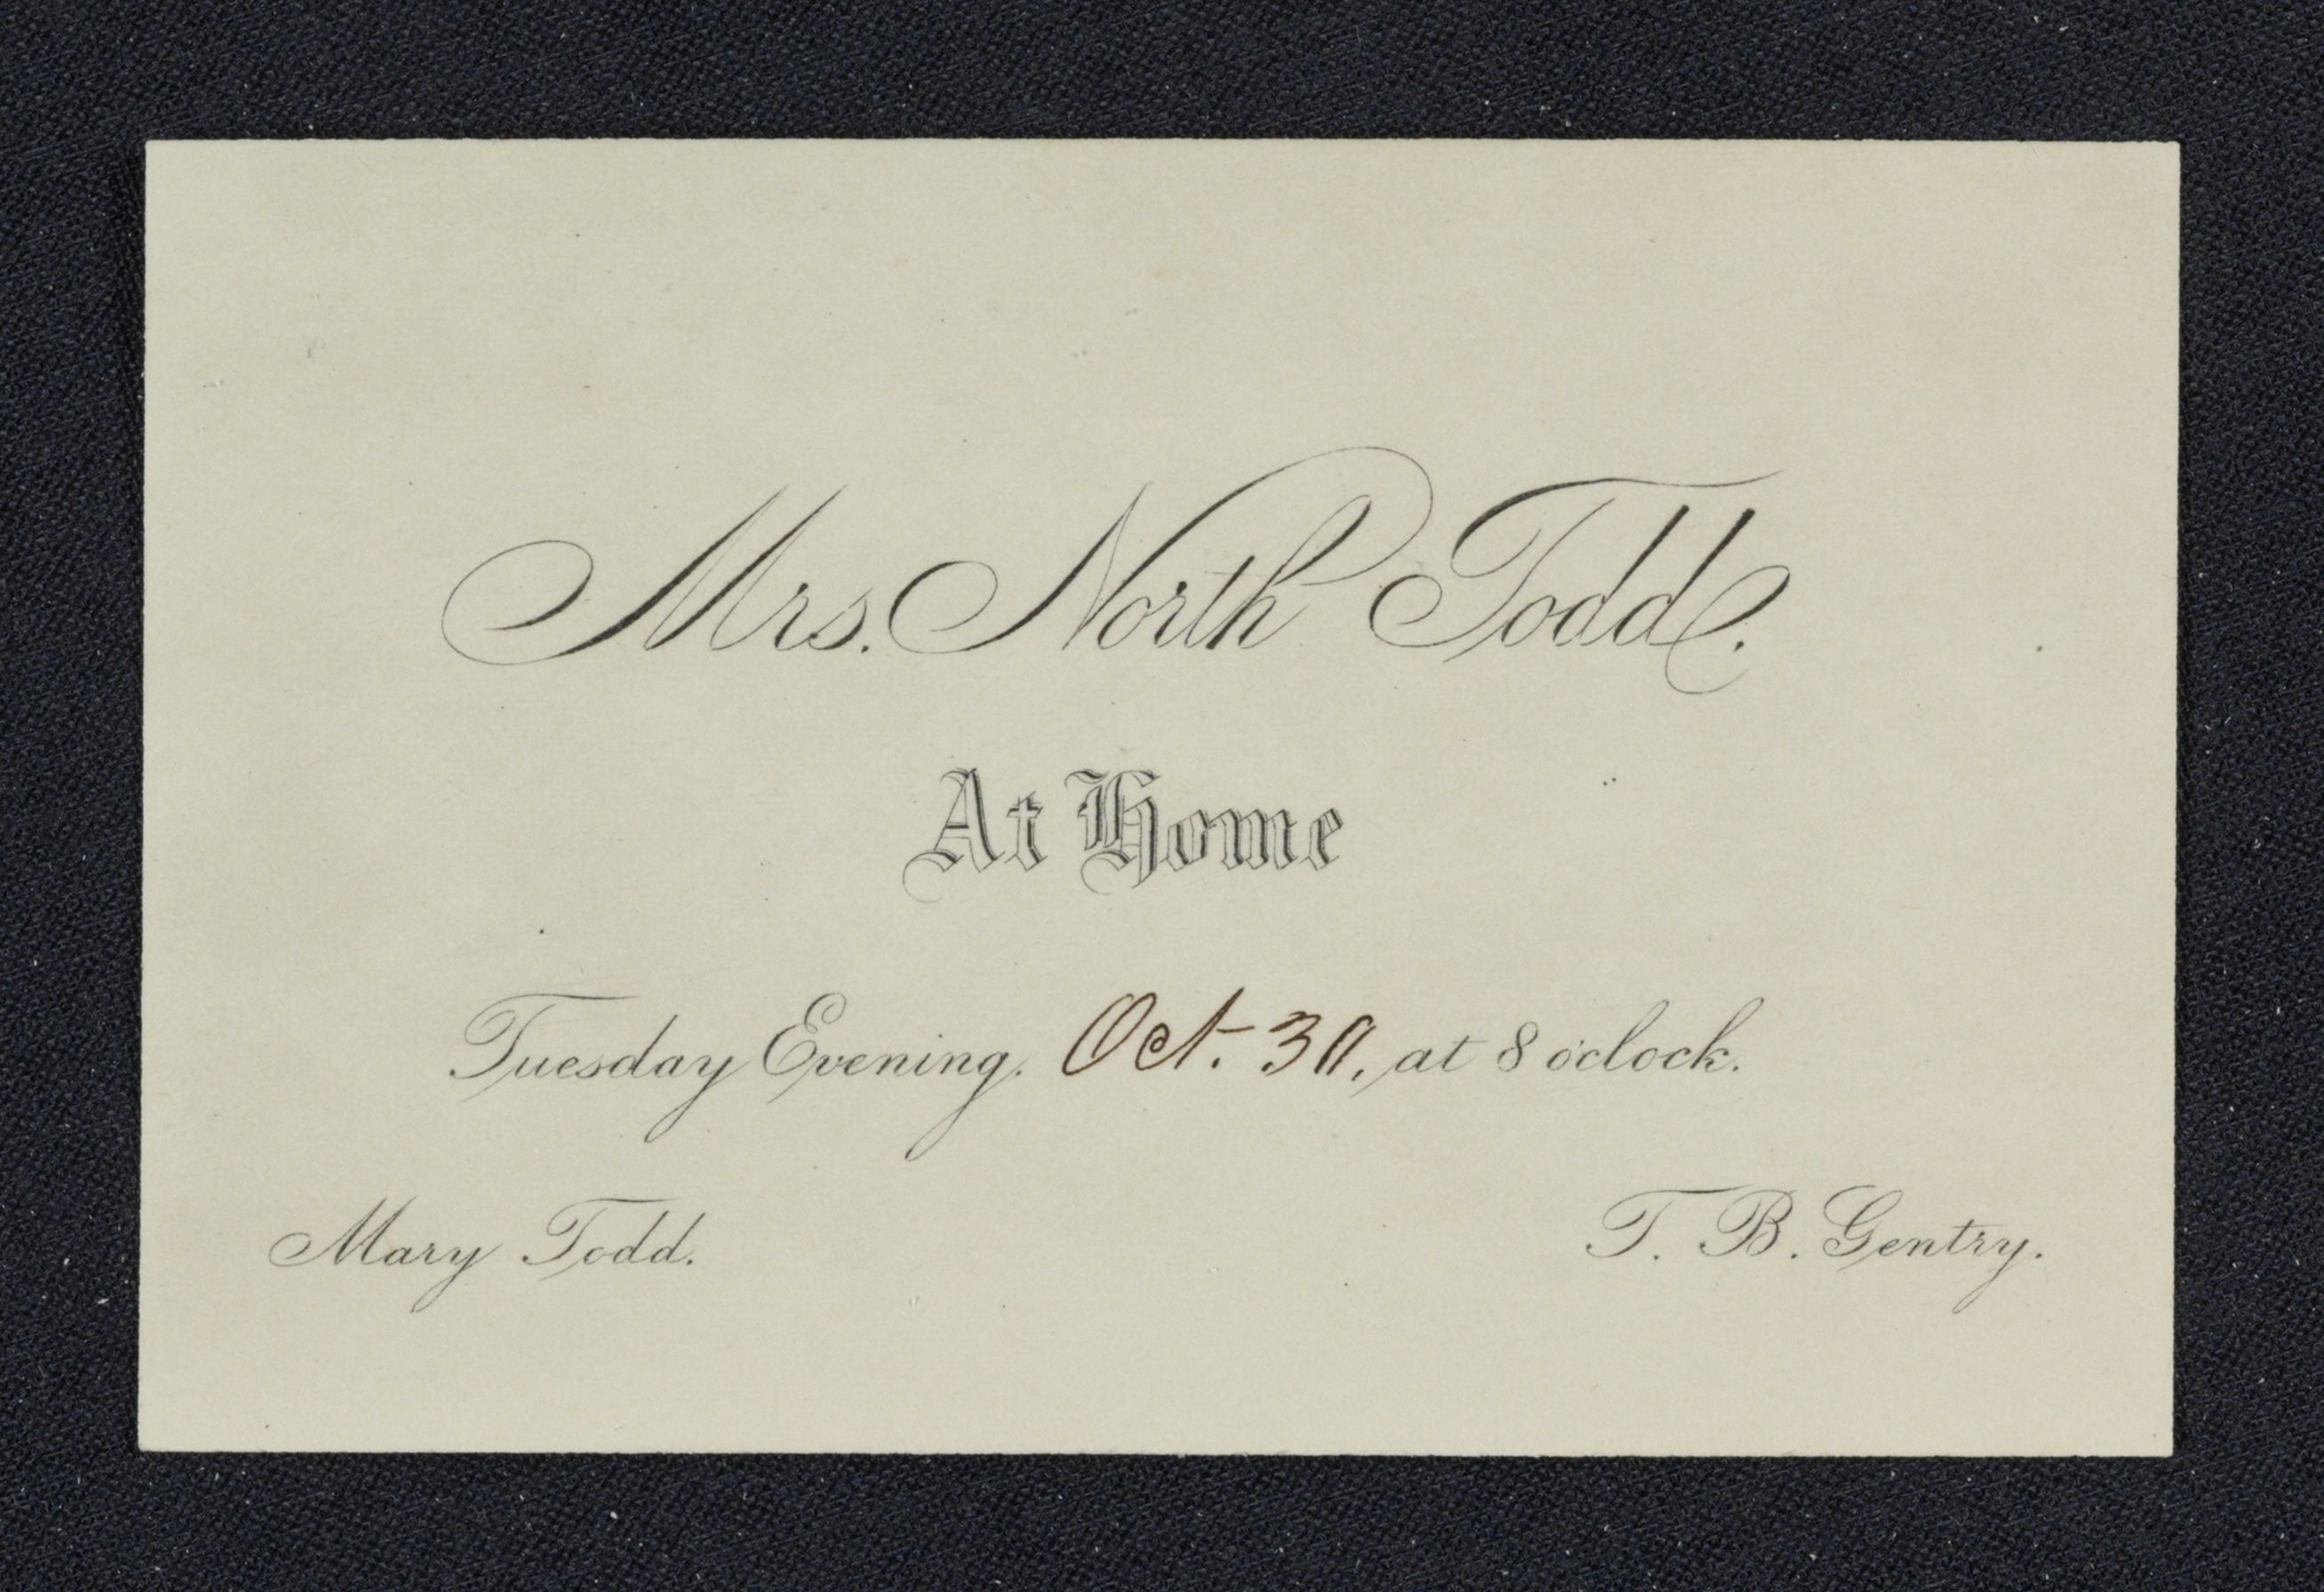 Mrs. North Todd.
At Home
Tuesday Evening, Oct. 30, at 8 o'clock.
Mary Todd. T. B. Gentry.